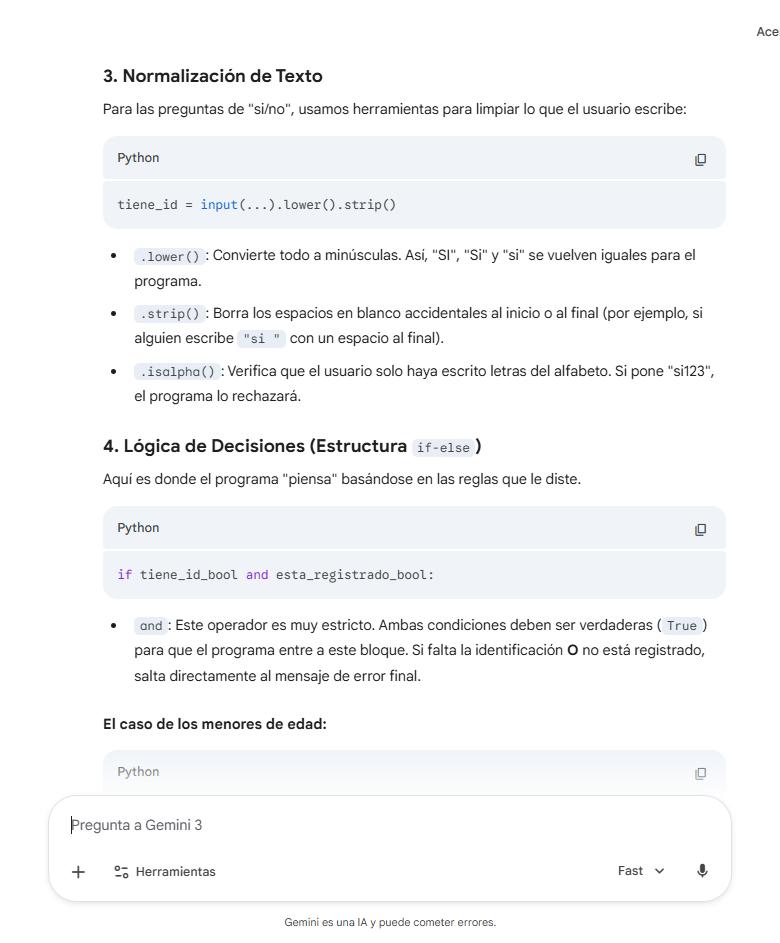 Ace
3. Normalización de Texto
Para las preguntas de "si/no", usamos herramientas para limpiar lo que el usuario escribe:
Python
tiene_id = input(...).lower().strip()
.lower() : Convierte todo a minúsculas. Así, "SI", "Si" y "si" se vuelven iguales para el
programa.
.strip() : Borra los espacios en blanco accidentales al inicio o al final (por ejemplo, si
alguien escribe "si " con un espacio al final).
.isalpha() : Verifica que el usuario solo haya escrito letras del alfabeto. Si pone "si123",
el programa lo rechazará.
4. Lógica de Decisiones (Estructura if-else )
Aquí es donde el programa "piensa" basándose en las reglas que le diste.
Python
if tiene_id_bool and esta_registrado_bool:
and : Este operador es muy estricto. Ambas condiciones deben ser verdaderas ( True )
para que el programa entre a este bloque. Si falta la identificación O no está registrado,
salta directamente al mensaje de error final.
El caso de los menores de edad:
Python
Pregunta a Gemini 3
Herramientas
Fast
Gemini es una IA y puede cometer errores.